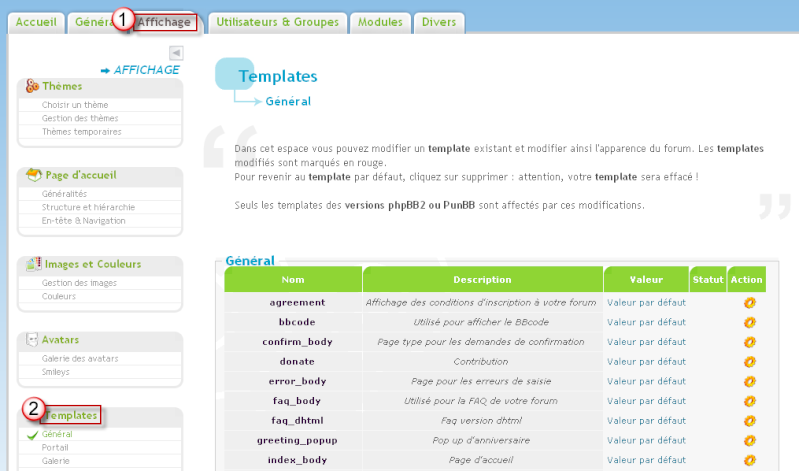 Accueil Général 1 Affichage Utilisateurs & Groupes Modules Divers
AFFICHAGE
Thèmes
Choisir un thème
Gestion des thèmes
Thèmes temporaires
Page d'accueil
Généralités
Structure et hiérarchie
En-tête & Navigation
Images et Couleurs
Gestion des images
Couleurs
Avatars
Galerie des avatars
Smileys
2 Templates
Général
Portail
Galerie
Templates
Général
Dans cet espace vous pouvez modifier un template existant et modifier ainsi l'apparence du forum. Les templates
modifiés sont marqués en rouge.
Pour revenir au template par défaut, cliquez sur supprimer : attention, votre template sera effacé !
Seuls les templates des versions phpBB2 ou PunBB sont affectés par ces modifications.
Général
Nom Description Valeur Statut Action
agreement Affichage des conditions d'inscription à votre forum Valeur par défaut
bbcode Utilisé pour afficher le BBcode Valeur par défaut
confirm_body Page type pour les demandes de confirmation Valeur par défaut
donate Contribution Valeur par défaut
error_body Page pour les erreurs de saisie Valeur par défaut
faq_body Utilisé pour la FAQ de votre forum Valeur par défaut
faq_dhtml Faq version dhtml Valeur par défaut
greeting_popup Pop up d'anniversaire Valeur par défaut
index_body Page d'accueil Valeur par défaut